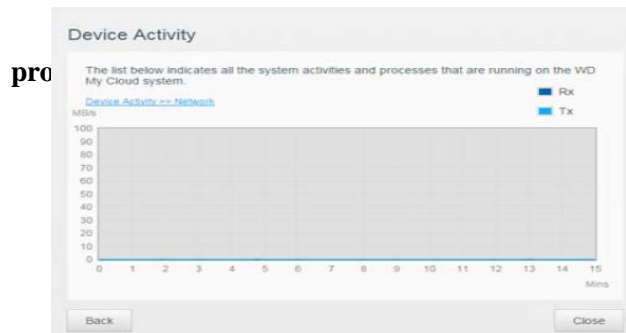 Device Activity
pro
The list below indicates all the system activities and processes that are running on the WD
My Cloud system.
Device Activity >> Network
Rx
Tx
MB/s
100
90
80
70
60
50
40
30
20
10
0
0 1 2 3 4 5 6 7 8 9 10 11 12 13 14 15
Mins
Back Close